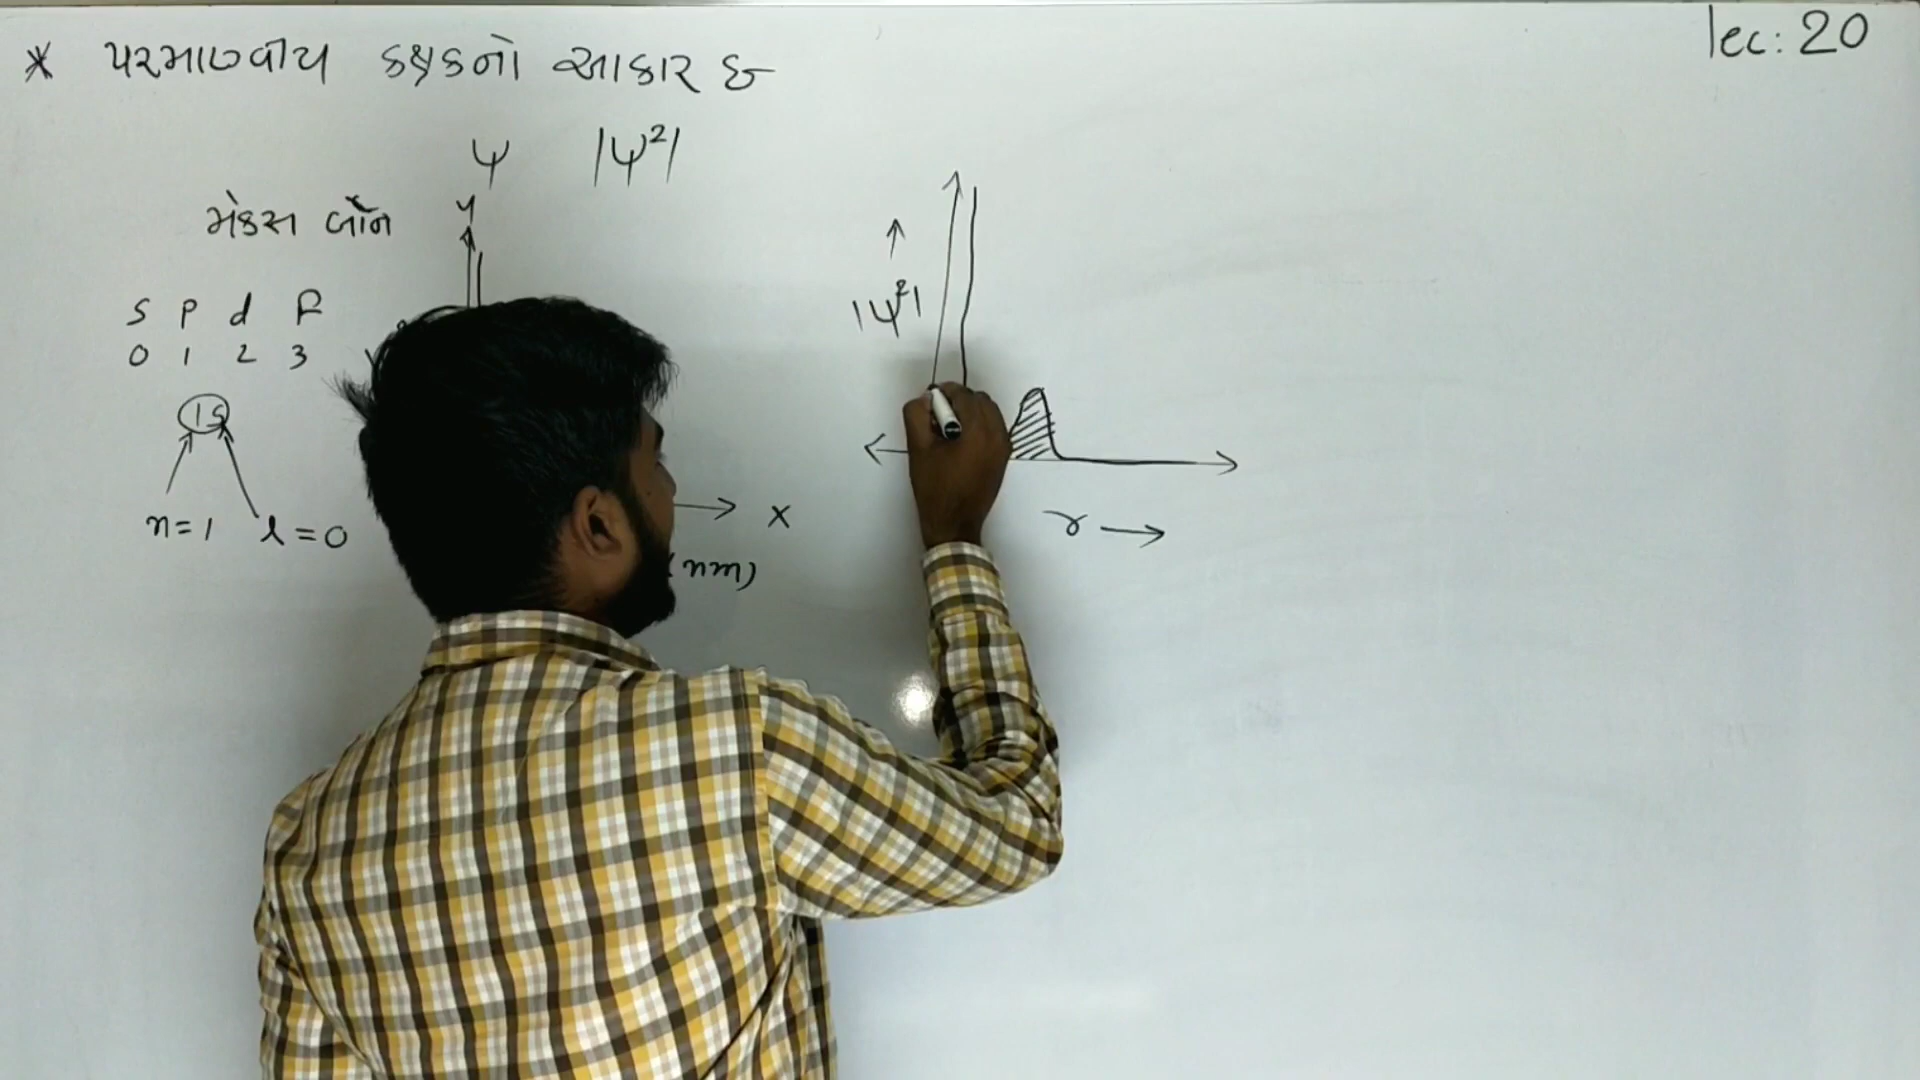 lec: 20
* પરમાણ્વીય કક્ષકનો આકાર :-
ψ |ψ²|
મેક્સ બોર્ન
s p d f
0 1 2 3
1s
n=1 l=0
ψ
x
(nm)
↑
|ψ²|
r →